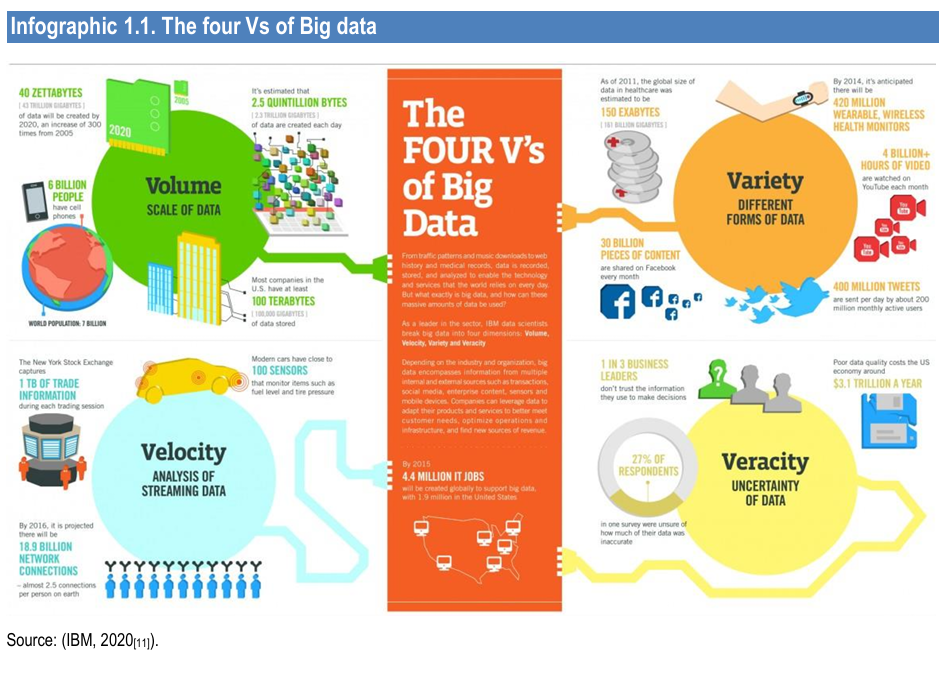 Infographic 1.1. The four Vs of Big data
40 ZETTABYTES
[ 43 TRILLION GIGABYTES ]
of data will be created by
2020, an increase of 300
times from 2005
2005
2020
It's estimated that
2.5 QUINTILLION BYTES
[ 2.3 TRILLION GIGABYTES ]
of data are created each day
6 BILLION
PEOPLE
have cell
phones
Volume
SCALE OF DATA
WORLD POPULATION: 7 BILLION
Most companies in the
U.S. have at least
100 TERABYTES
[ 100,000 GIGABYTES ]
of data stored
The New York Stock Exchange
captures
1 TB OF TRADE
INFORMATION
during each trading session
Modern cars have close to
100 SENSORS
that monitor items such as
fuel level and tire pressure
Velocity
ANALYSIS OF
STREAMING DATA
By 2016, it is projected
there will be
18.9 BILLION
NETWORK
CONNECTIONS
– almost 2.5 connections
per person on earth
The
FOUR V's
of Big
Data
From traffic patterns and music downloads to web
history and medical records, data is recorded,
stored, and analyzed to enable the technology
and services that the world relies on every day.
But what exactly is big data, and how can these
massive amounts of data be used?
As a leader in the sector, IBM data scientists
break big data into four dimensions: Volume,
Velocity, Variety and Veracity
Depending on the industry and organization, big
data encompasses information from multiple
internal and external sources such as transactions,
social media, enterprise content, sensors and
mobile devices. Companies can leverage data to
adapt their products and services to better meet
customer needs, optimize operations and
infrastructure, and find new sources of revenue.
By 2015
4.4 MILLION IT JOBS
will be created globally to support big data,
with 1.9 million in the United States
As of 2011, the global size of
data in healthcare was
estimated to be
150 EXABYTES
[ 161 BILLION GIGABYTES ]
By 2014, it's anticipated
there will be
420 MILLION
WEARABLE, WIRELESS
HEALTH MONITORS
Variety
DIFFERENT
FORMS OF DATA
4 BILLION+
HOURS OF VIDEO
are watched on
YouTube each month
You
Tube
You
Tube
You
Tube
You
Tube
You
Tube
30 BILLION
PIECES OF CONTENT
are shared on Facebook
every month
f
f
f
f
f
f
400 MILLION TWEETS
are sent per day by about 200
million monthly active users
1 IN 3 BUSINESS
LEADERS
don't trust the information
they use to make decisions
?
Poor data quality costs the US
economy around
$3.1 TRILLION A YEAR
27% OF
RESPONDENTS
in one survey were unsure of
how much of their data was
inaccurate
Veracity
UNCERTAINTY
OF DATA
Source: (IBM, 2020[11]).